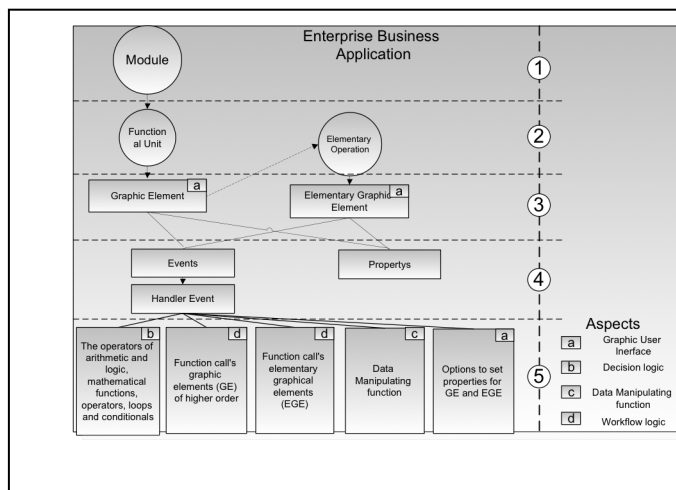 Enterprise Business
Application
Module
1
Function
al Unit
Elementary
Operation
2
Graphic Element
a
Elementary Graphic
Element
a
3
Events
Propertys
Handler Event
4
b
The operators of
arithmetic and
logic,
mathematical
functions,
operators, loops
and conditionals
d
Function call's
graphic
elements (GE)
of higher order
d
Function call's
elementary
graphical
elements
(EGE)
c
Data
Manipulating
function
a
Options to set
properties for
GE and EGE
5
Aspects
a
Graphic User
Inerface
b
Decision logic
c
Data Manipulating
function
d
Workflow logic